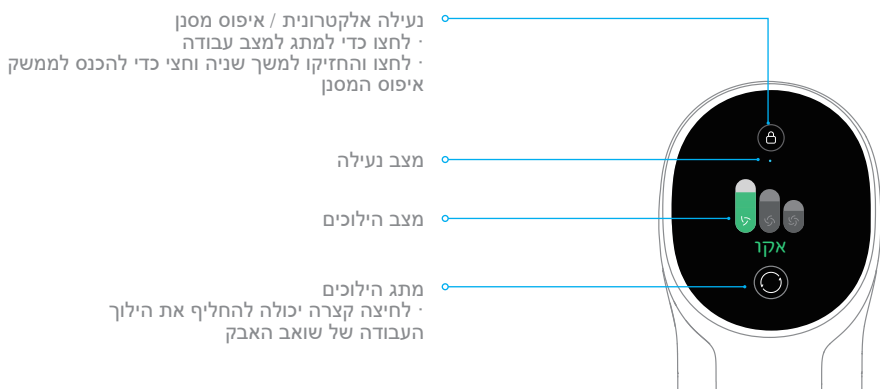 נעילה אלקטרונית / איפוס מסנן
· לחצו כדי למתג למצב עבודה
· לחצו והחזיקו למשך שניה וחצי כדי להכנס לממשק
איפוס המסנן
מצב נעילה
מצב הילוכים
אקו
מתג הילוכים
· לחיצה קצרה יכולה להחליף את הילוך
העבודה של שואב האבק